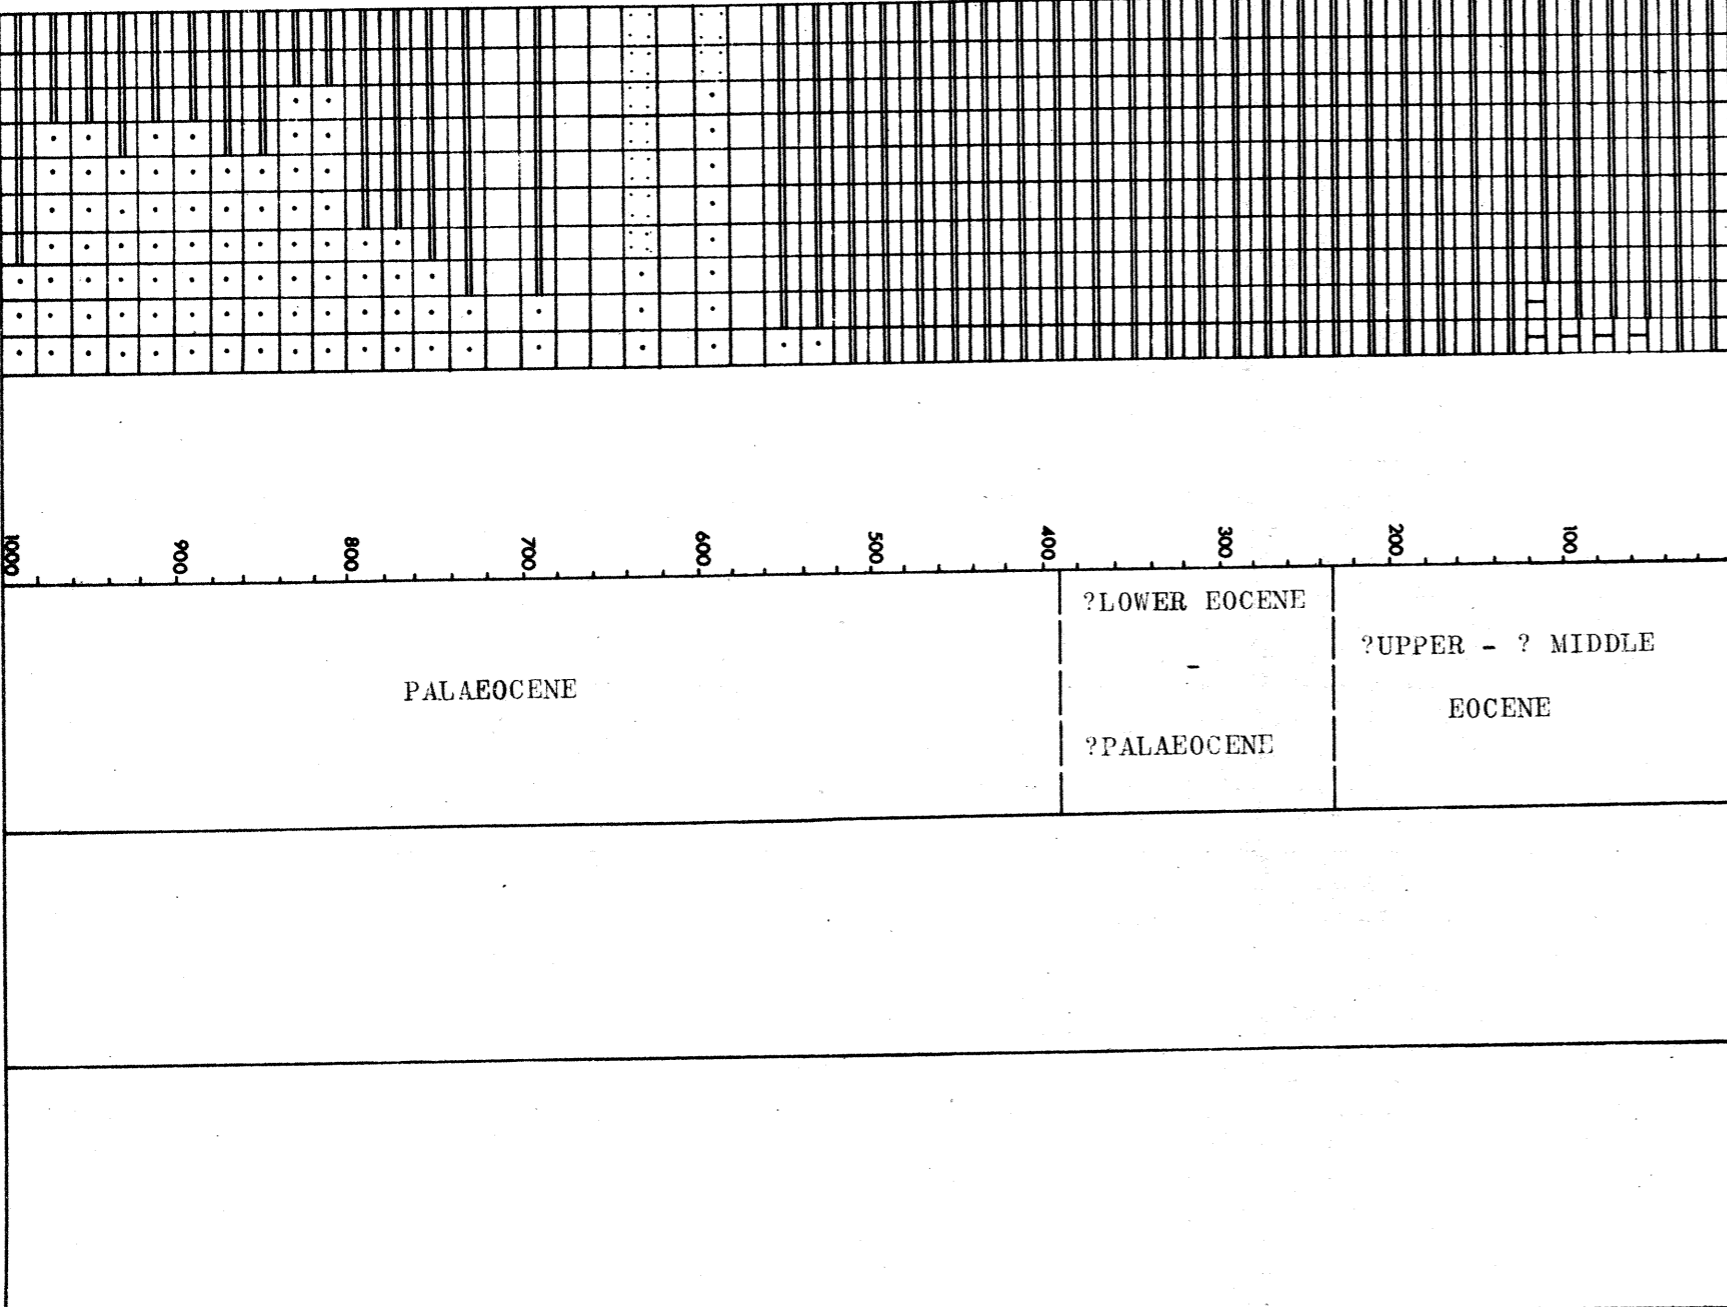 1000 900 800 700 600 500 400 300 200 100
?LOWER EOCENE
-
?PALAEOCENE
?UPPER - ? MIDDLE
EOCENE
PALAEOCENE